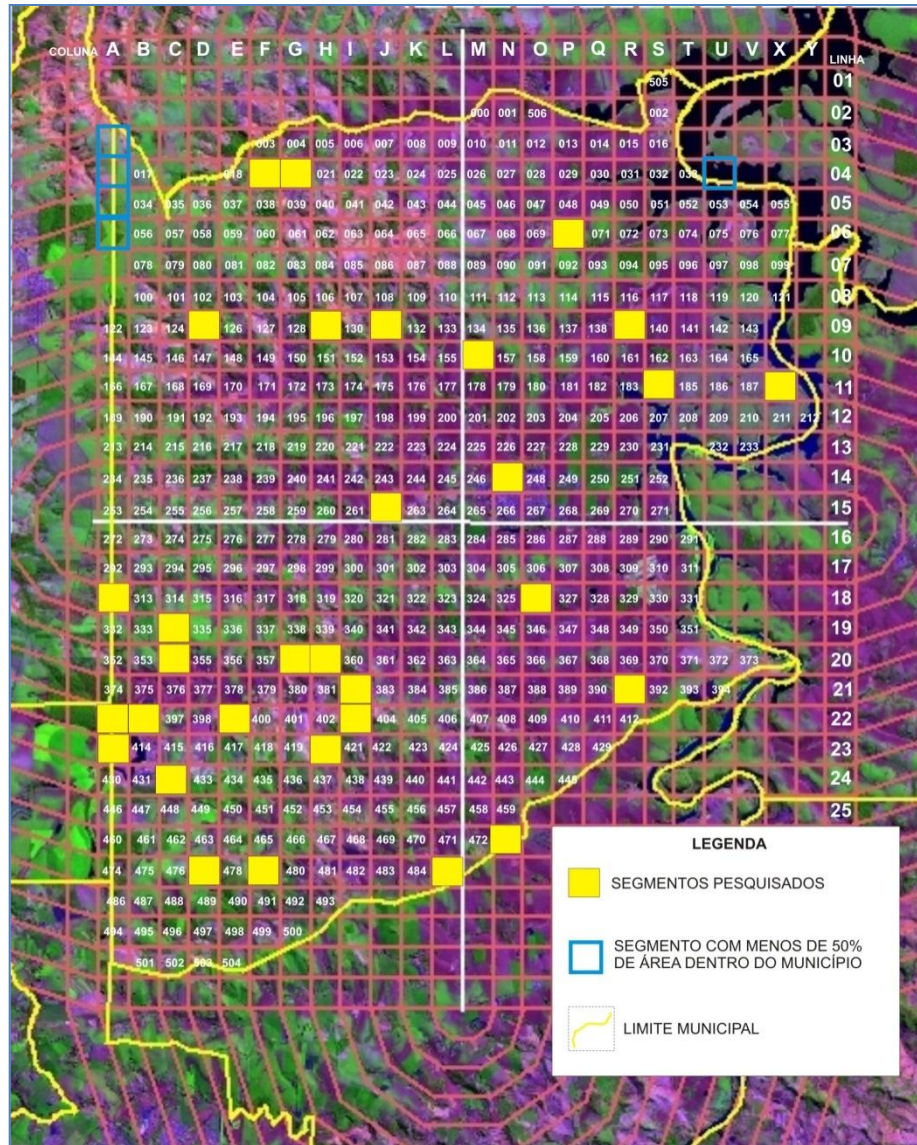 COLUNA A B C D E F G H I J K L M N O P Q R S T U V X Y LINHA
505 01
000 001 506 002 02
003 004 005 006 007 008 009 010 011 012 013 014 015 016 03
017 018 021 022 023 024 025 026 027 028 029 030 031 032 033 04
034 035 036 037 038 039 040 041 042 043 044 045 046 047 048 049 050 051 052 053 054 055 05
056 057 058 059 060 061 062 063 064 065 066 067 068 069 071 072 073 074 075 076 077 06
078 079 080 081 082 083 084 085 086 087 088 089 090 091 092 093 094 095 096 097 098 099 07
100 101 102 103 104 105 106 107 108 109 110 111 112 113 114 115 116 117 118 119 120 121 08
122 123 124 126 127 128 130 132 133 134 135 136 137 138 140 141 142 143 09
144 145 146 147 148 149 150 151 152 153 154 155 157 158 159 160 161 162 163 164 165 10
166 167 168 169 170 171 172 173 174 175 176 177 178 179 180 181 182 183 185 186 187 11
189 190 191 192 193 194 195 196 197 198 199 200 201 202 203 204 205 206 207 208 209 210 211 212 12
213 214 215 216 217 218 219 220 221 222 223 224 225 226 227 228 229 230 231 232 233 13
234 235 236 237 238 239 240 241 242 243 244 245 246 248 249 250 251 252 14
253 254 255 256 257 258 259 260 261 263 264 265 266 267 268 269 270 271 15
272 273 274 275 276 277 278 279 280 281 282 283 284 285 286 287 288 289 290 291 16
292 293 294 295 296 297 298 299 300 301 302 303 304 305 306 307 308 309 310 311 17
313 314 315 316 317 318 319 320 321 322 323 324 325 327 328 329 330 331 18
332 333 335 336 337 338 339 340 341 342 343 344 345 346 347 348 349 350 351 19
352 353 355 356 357 360 361 362 363 364 365 366 367 368 369 370 371 372 373 20
374 375 376 377 378 379 380 381 383 384 385 386 387 388 389 390 392 393 394 21
397 398 400 401 402 404 405 406 407 408 409 410 411 412 22
414 415 416 417 418 419 421 422 423 424 425 426 427 428 429 23
430 431 433 434 435 436 437 438 439 440 441 442 443 444 445 24
446 447 448 449 450 451 452 453 454 455 456 457 458 459 25
460 461 462 463 464 465 466 467 468 469 470 471 472
474 475 476 478 480 481 482 483 484
486 487 488 489 490 491 492 493
494 495 496 497 498 499 500
501 502 503 504
LEGENDA
SEGMENTOS PESQUISADOS
SEGMENTO COM MENOS DE 50%
DE ÁREA DENTRO DO MUNICÍPIO
LIMITE MUNICIPAL